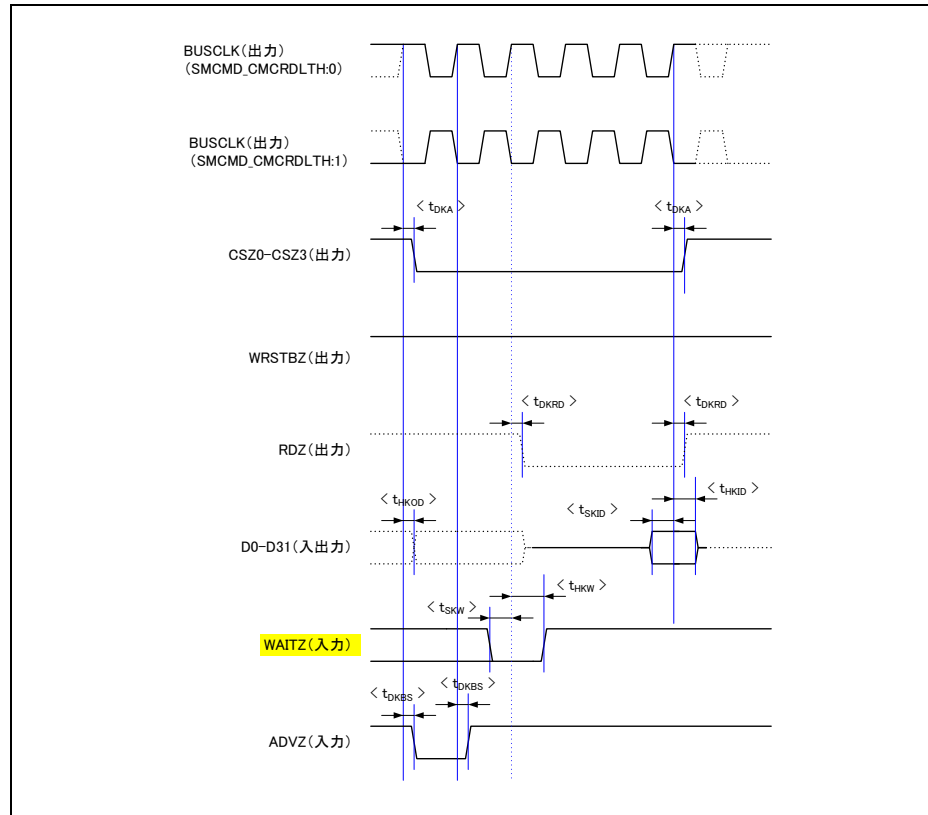 BUSCLK(出力)
(SMCMD_CMCRDLTH:0)
BUSCLK(出力)
(SMCMD_CMCRDLTH:1)
< tDKA >
< tDKA >
CSZ0-CSZ3(出力)
WRSTBZ(出力)
< tDKRD >
< tDKRD >
RDZ(出力)
< tHKID >
< tHKOD >
< tSKID >
D0-D31(入出力)
< tHKW >
< tSKW >
WAITZ(入力)
< tDKBS >
< tDKBS >
ADVZ(入力)